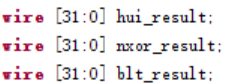 wire [31:0] hui_result;
wire [31:0] nxor_result;
wire [31:0] blt_result;